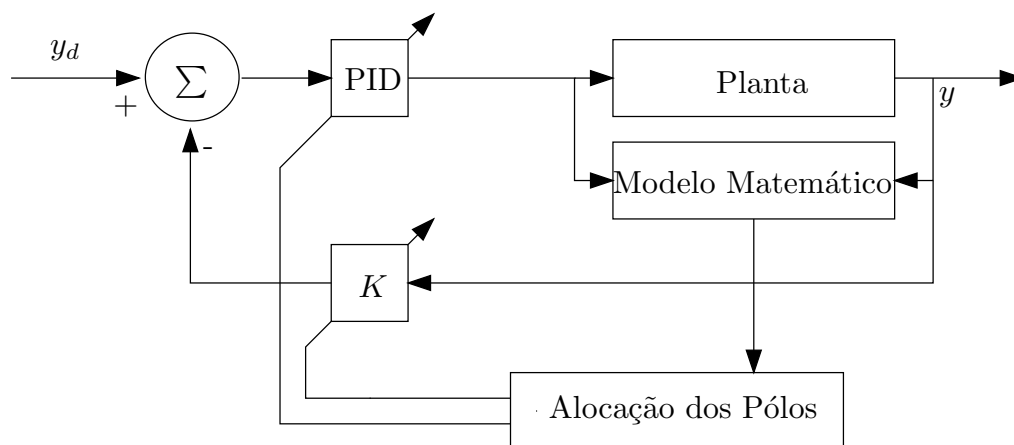 y_d
+
∑
-
PID
Planta
y
Modelo Matemático
K
Alocação dos Pólos